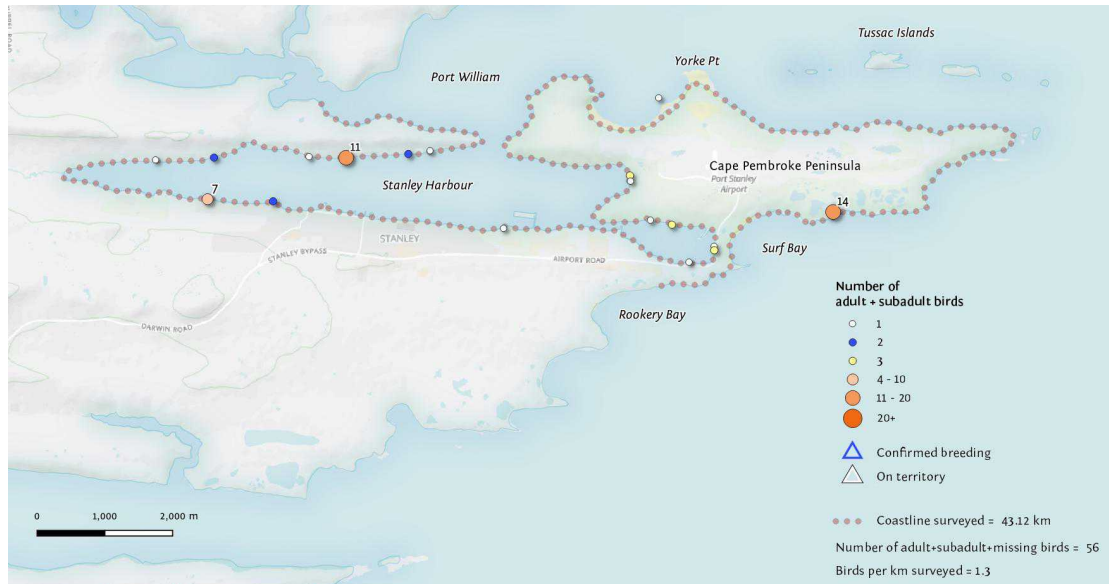 Tussac Islands
Yorke Pt
Port William
11
Cape Pembroke Peninsula
Port Stanley
Airport
7
Stanley Harbour
14
STANLEY
Surf Bay
STANLEY BYPASS
AIRPORT ROAD
Rookery Bay
DARWIN ROAD
Number of
adult + subadult birds
1
2
3
4 - 10
11 - 20
20+
Confirmed breeding
On territory
0 1,000 2,000 m
Coastline surveyed = 43.12 km
Number of adult+subadult+missing birds = 56
Birds per km surveyed = 1.3